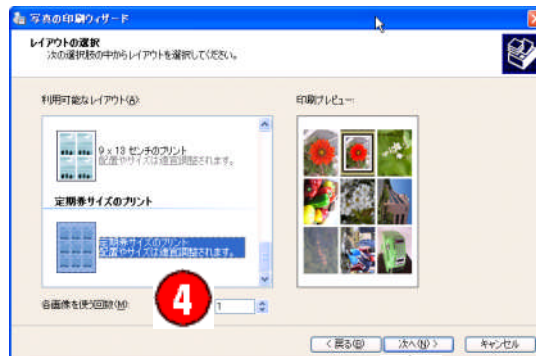 写真の印刷ウィザード
レイアウトの選択
次の選択肢の中からレイアウトを選択してください。
利用可能なレイアウト(A):
印刷プレビュー:
9 x 13 センチのプリント
配置やサイズは適宜調整されます。
定期券サイズのプリント
定期券サイズのプリント
配置やサイズは適宜調整されます。
各画像を使う回数(M):
4
1
< 戻る(B)
次へ(N) >
キャンセル